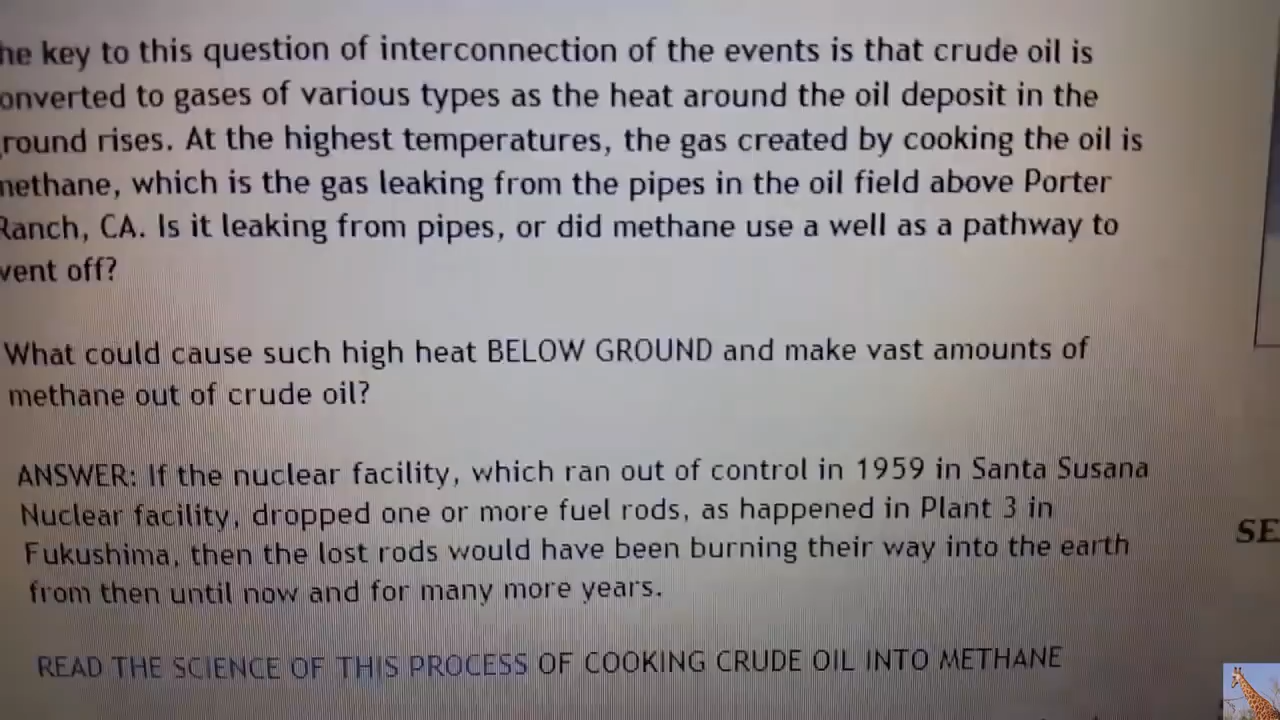 he key to this question of interconnection of the events is that crude oil is
onverted to gases of various types as the heat around the oil deposit in the
round rises. At the highest temperatures, the gas created by cooking the oil is
methane, which is the gas leaking from the pipes in the oil field above Porter
Ranch, CA. Is it leaking from pipes, or did methane use a well as a pathway to
vent off?
What could cause such high heat BELOW GROUND and make vast amounts of
methane out of crude oil?
ANSWER: If the nuclear facility, which ran out of control in 1959 in Santa Susana
Nuclear facility, dropped one or more fuel rods, as happened in Plant 3 in
Fukushima, then the lost rods would have been burning their way into the earth
from then until now and for many more years.
SE
READ THE SCIENCE OF THIS PROCESS OF COOKING CRUDE OIL INTO METHANE